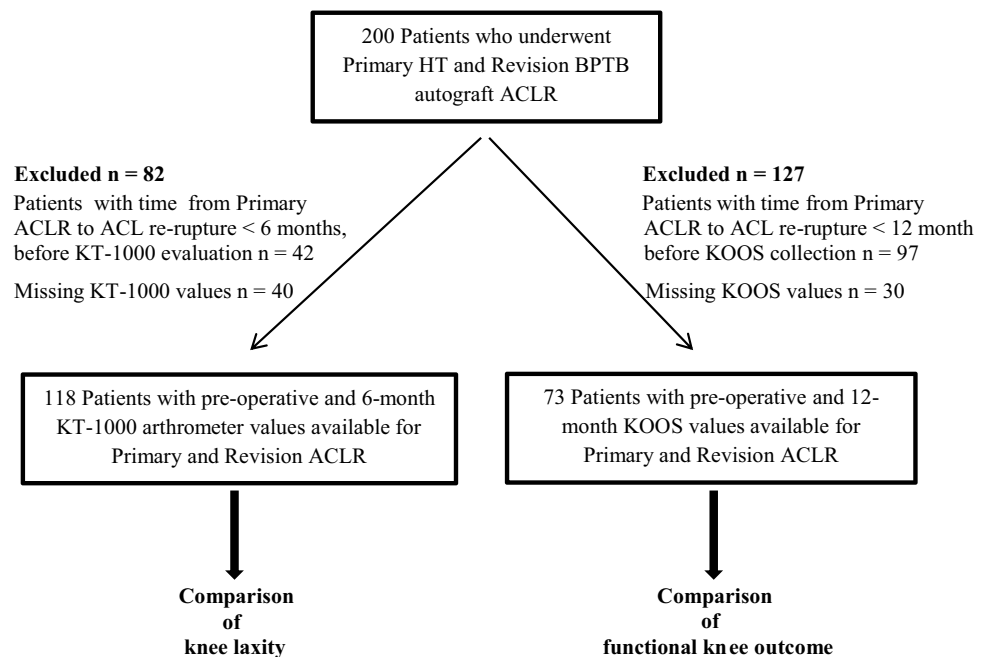 200 Patients who underwent
Primary HT and Revision BPTB
autograft ACLR
Excluded n = 82
Patients with time from Primary
ACLR to ACL re-rupture < 6 months,
before KT-1000 evaluation n = 42
Missing KT-1000 values n = 40
Excluded n = 127
Patients with time from Primary
ACLR to ACL re-rupture < 12 month
before KOOS collection n = 97
Missing KOOS values n = 30
118 Patients with pre-operative and 6-month
KT-1000 arthrometer values available for
Primary and Revision ACLR
73 Patients with pre-operative and 12-
month KOOS values available for
Primary and Revision ACLR
Comparison
of
knee laxity
Comparison
of
functional knee outcome